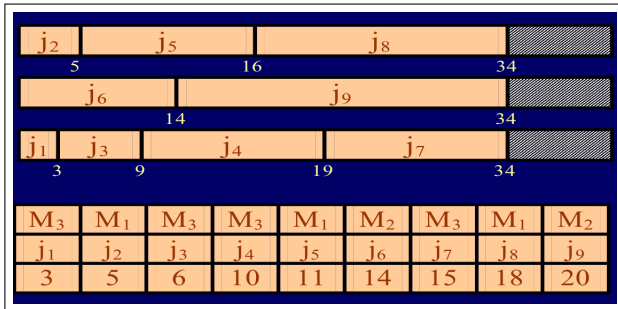 j₂ j₅ j₈
5 16 34
j₆ j₉
14 34
j₁ j₃ j₄ j₇
3 9 19 34
M₃ M₁ M₃ M₃ M₁ M₂ M₃ M₁ M₂
j₁ j₂ j₃ j₄ j₅ j₆ j₇ j₈ j₉
3 5 6 10 11 14 15 18 20